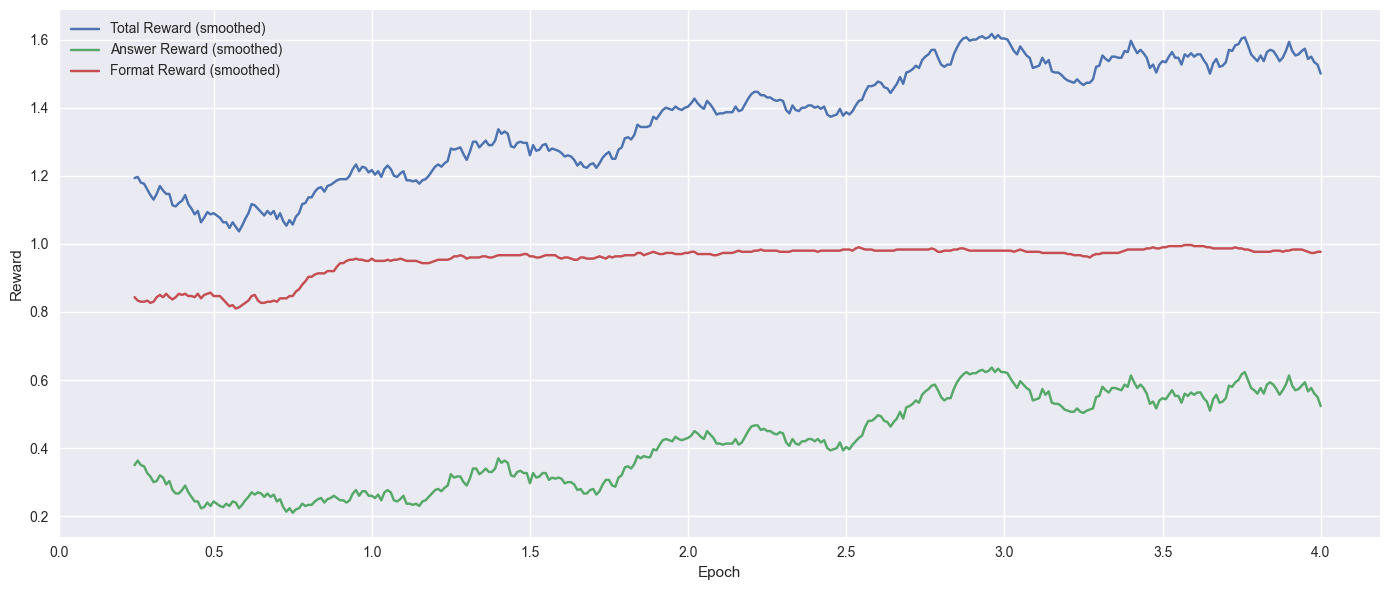 Total Reward (smoothed)
Answer Reward (smoothed)
Format Reward (smoothed)
Reward
1.6
1.4
1.2
1.0
0.8
0.6
0.4
0.2
0.0 0.5 1.0 1.5 2.0 2.5 3.0 3.5 4.0
Epoch